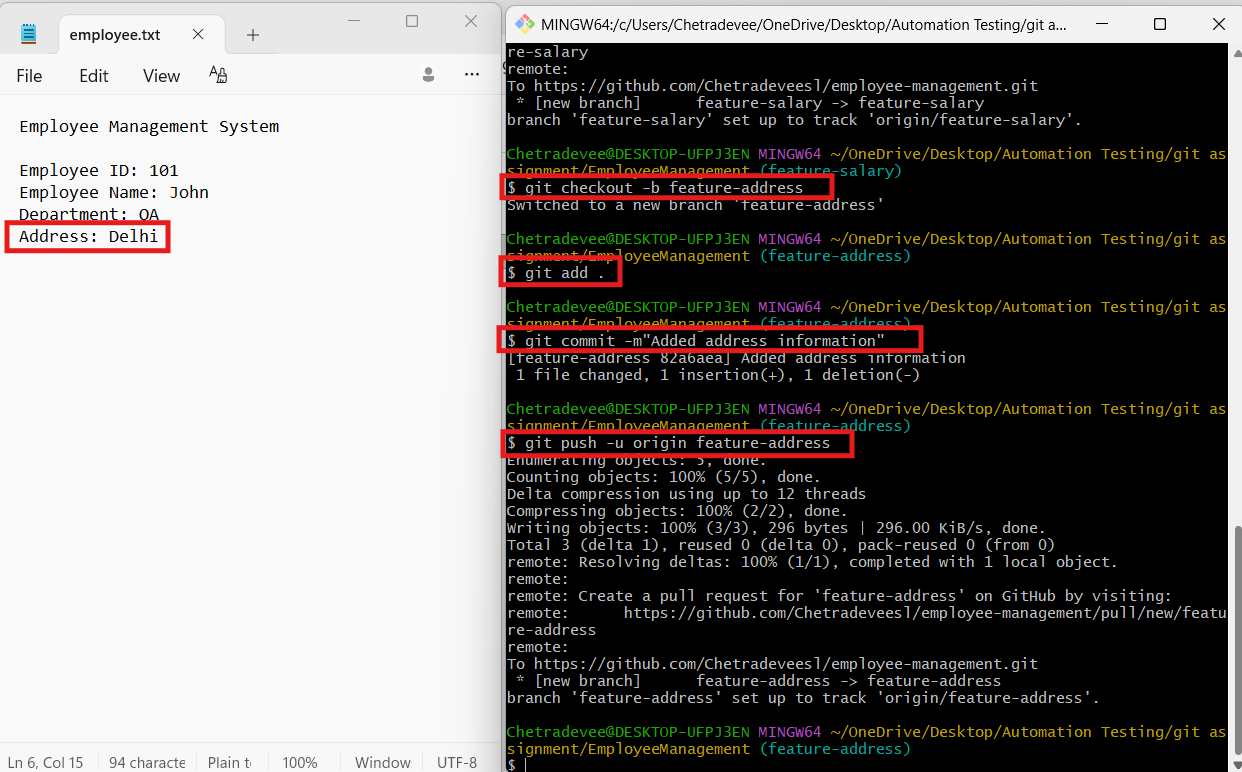 employee.txt
File Edit View
Employee Management System
Employee ID: 101
Employee Name: John
Department: QA
Address: Delhi
Ln 6, Col 15 94 characte Plain t 100% Window UTF-8
MINGW64:/c/Users/Chetradevee/OneDrive/Desktop/Automation Testing/git a...
re-salary
remote:
To https://github.com/Chetradeveesl/employee-management.git
* [new branch] feature-salary -> feature-salary
branch 'feature-salary' set up to track 'origin/feature-salary'.
Chetradevee@DESKTOP-UFPJ3EN MINGW64 ~/OneDrive/Desktop/Automation Testing/git as
signment/EmployeeManagement (feature-salary)
$ git checkout -b feature-address
Switched to a new branch 'feature-address'
Chetradevee@DESKTOP-UFPJ3EN MINGW64 ~/OneDrive/Desktop/Automation Testing/git as
signment/EmployeeManagement (feature-address)
$ git add .
Chetradevee@DESKTOP-UFPJ3EN MINGW64 ~/OneDrive/Desktop/Automation Testing/git as
signment/EmployeeManagement (feature-address)
$ git commit -m"Added address information"
[feature-address 82a6aea] Added address information
1 file changed, 1 insertion(+), 1 deletion(-)
Chetradevee@DESKTOP-UFPJ3EN MINGW64 ~/OneDrive/Desktop/Automation Testing/git as
signment/EmployeeManagement (feature-address)
$ git push -u origin feature-address
Enumerating objects: 5, done.
Counting objects: 100% (5/5), done.
Delta compression using up to 12 threads
Compressing objects: 100% (2/2), done.
Writing objects: 100% (3/3), 296 bytes | 296.00 KiB/s, done.
Total 3 (delta 1), reused 0 (delta 0), pack-reused 0 (from 0)
remote: Resolving deltas: 100% (1/1), completed with 1 local object.
remote:
remote: Create a pull request for 'feature-address' on GitHub by visiting:
remote: https://github.com/Chetradeveesl/employee-management/pull/new/featu
re-address
remote:
To https://github.com/Chetradeveesl/employee-management.git
* [new branch] feature-address -> feature-address
branch 'feature-address' set up to track 'origin/feature-address'.
Chetradevee@DESKTOP-UFPJ3EN MINGW64 ~/OneDrive/Desktop/Automation Testing/git as
signment/EmployeeManagement (feature-address)
$